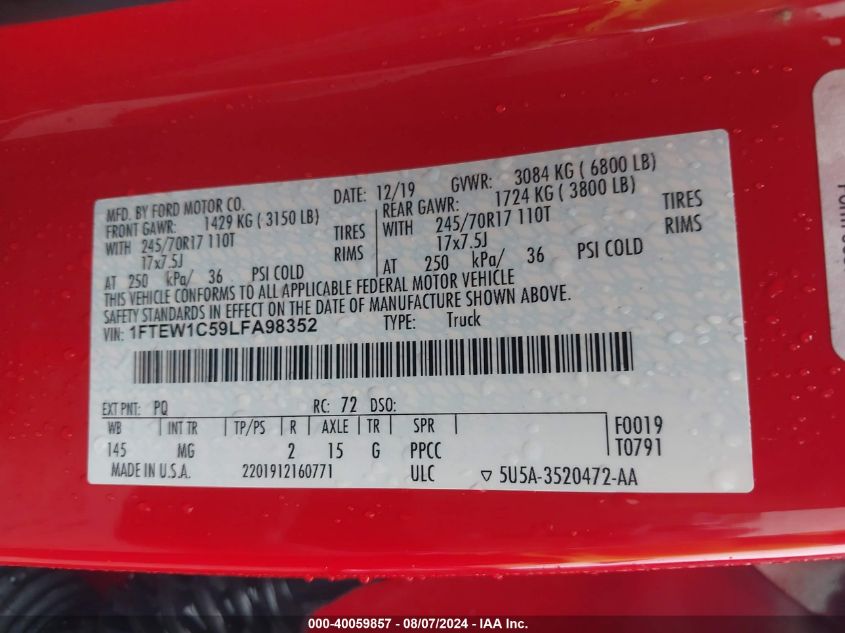 MFD. BY FORD MOTOR CO. DATE: 12/19 GVWR: 3084 KG ( 6800 LB)
FRONT GAWR: 1429 KG ( 3150 LB) REAR GAWR: 1724 KG ( 3800 LB)
WITH 245/70R17 110T TIRES WITH 245/70R17 110T TIRES
17x7.5J RIMS 17x7.5J RIMS
AT 250 kPa/ 36 PSI COLD AT 250 kPa/ 36 PSI COLD
THIS VEHICLE CONFORMS TO ALL APPLICABLE FEDERAL MOTOR VEHICLE
SAFETY STANDARDS IN EFFECT ON THE DATE OF MANUFACTURE SHOWN ABOVE.
VIN: 1FTEW1C59LFA98352 TYPE: Truck
EXT PNT: PQ RC: 72 DSO:
WB INT TR TP/PS R AXLE TR SPR F0019
145 MG 2 15 G PPCC T0791
MADE IN U.S.A. 2201912160771 ULC ▽ 5U5A-3520472-AA
000-40059857 - 08/07/2024 - IAA Inc.